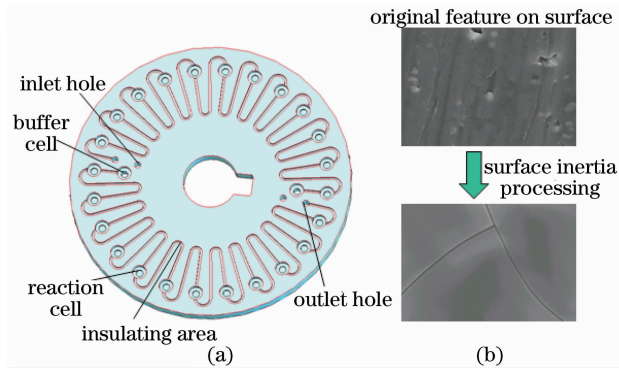 original feature on surface
inlet hole
buffer
cell
surface inertia
processing
reaction
cell
insulating area
outlet hole
(a)
(b)